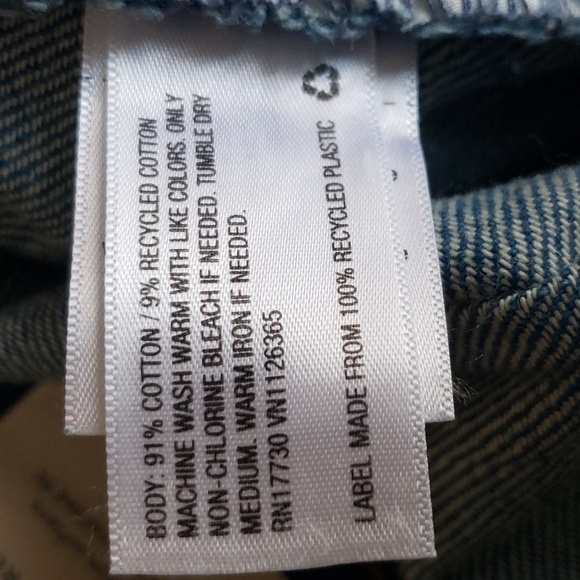 BODY: 91% COTTON / 9% RECYCLED COTTON
MACHINE WASH WARM WITH LIKE COLORS. ONLY
NON-CHLORINE BLEACH IF NEEDED. TUMBLE DRY
MEDIUM. WARM IRON IF NEEDED.
RN17730 VN1126365
LABEL MADE FROM 100% RECYCLED PLASTIC